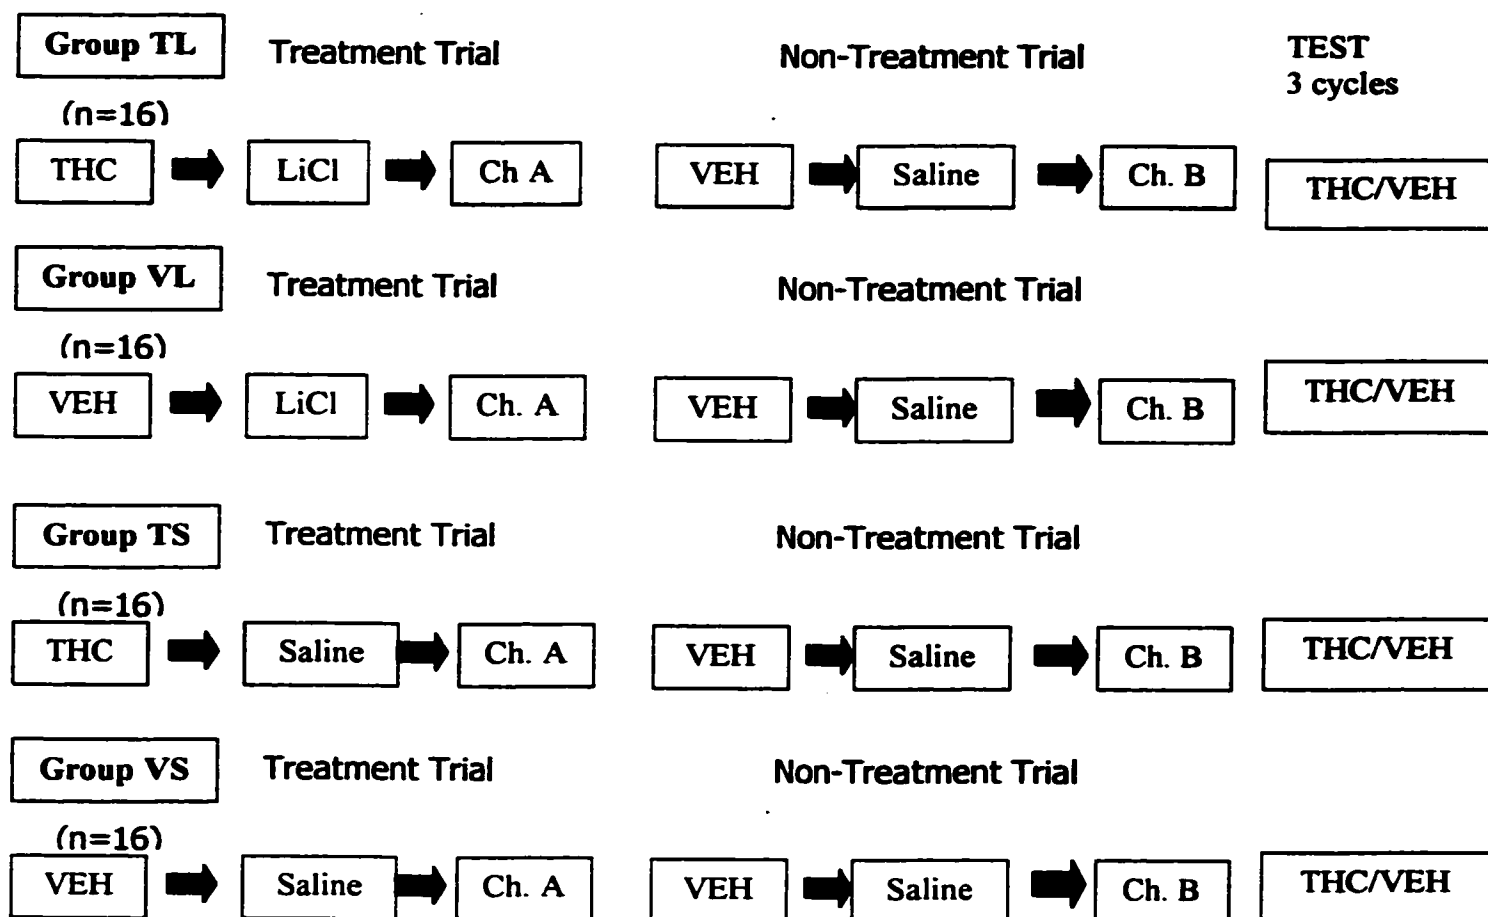 Group TL Treatment Trial Non-Treatment Trial TEST
3 cycles
(n=16)
THC LiCl Ch A VEH Saline Ch. B THC/VEH
Group VL Treatment Trial Non-Treatment Trial
(n=16)
VEH LiCl Ch. A VEH Saline Ch. B THC/VEH
Group TS Treatment Trial Non-Treatment Trial
(n=16)
THC Saline Ch. A VEH Saline Ch. B THC/VEH
Group VS Treatment Trial Non-Treatment Trial
(n=16)
VEH Saline Ch. A VEH Saline Ch. B THC/VEH